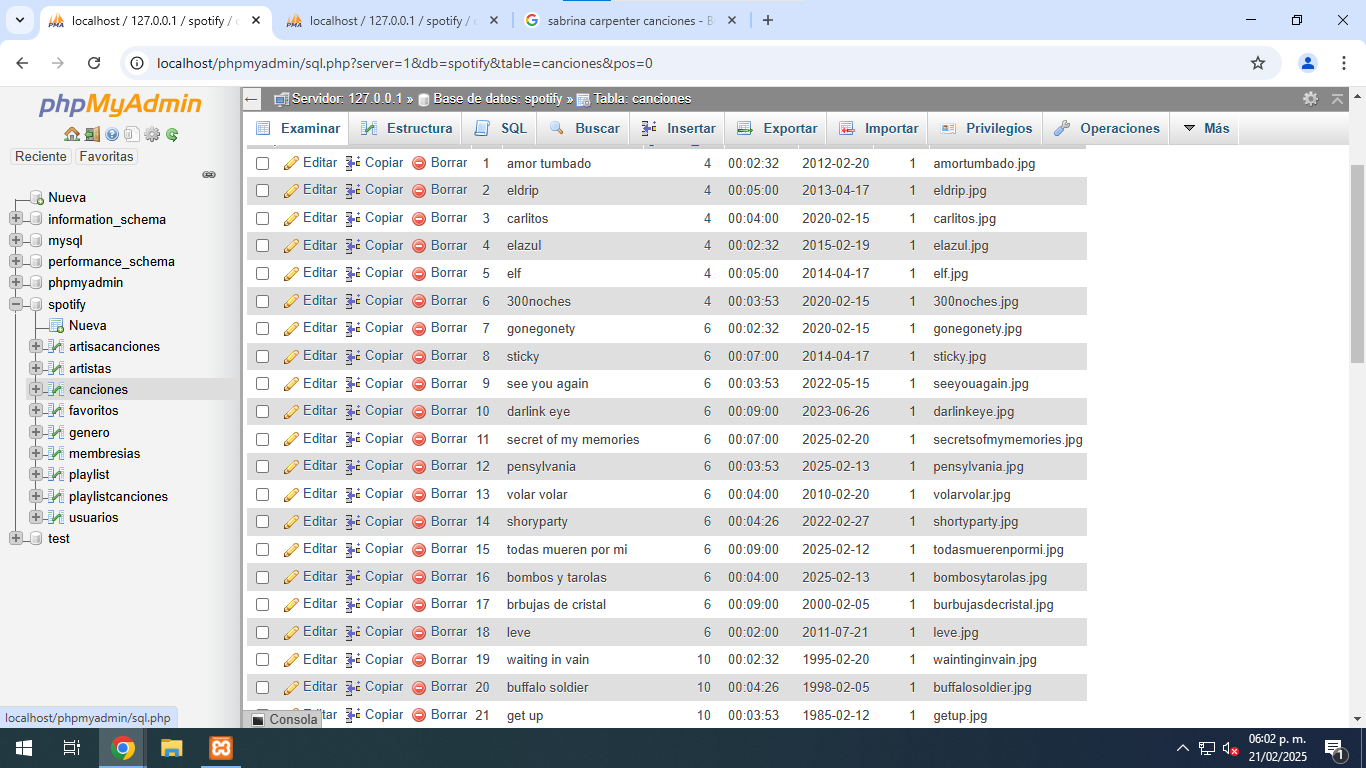 localhost / 127.0.0.1 / spotify / c
localhost / 127.0.0.1 / spotify / c
sabrina carpenter canciones - B
localhost/phpmyadmin/sql.php?server=1&db=spotify&table=canciones&pos=0
phpMyAdmin
Reciente Favoritas
Nueva
information_schema
mysql
performance_schema
phpmyadmin
spotify
Nueva
artisacanciones
artistas
canciones
favoritos
genero
membresias
playlist
playlistcanciones
usuarios
test
localhost/phpmyadmin/sql.php
Servidor: 127.0.0.1 » Base de datos: spotify » Tabla: canciones
Examinar Estructura SQL Buscar Insertar Exportar Importar Privilegios Operaciones Más
Editar Copiar Borrar 1 amor tumbado 4 00:02:32 2012-02-20 1 amortumbado.jpg
Editar Copiar Borrar 2 eldrip 4 00:05:00 2013-04-17 1 eldrip.jpg
Editar Copiar Borrar 3 carlitos 4 00:04:00 2020-02-15 1 carlitos.jpg
Editar Copiar Borrar 4 elazul 4 00:02:32 2015-02-19 1 elazul.jpg
Editar Copiar Borrar 5 elf 4 00:05:00 2014-04-17 1 elf.jpg
Editar Copiar Borrar 6 300noches 4 00:03:53 2020-02-15 1 300noches.jpg
Editar Copiar Borrar 7 gonegonety 6 00:02:32 2020-02-15 1 gonegonety.jpg
Editar Copiar Borrar 8 sticky 6 00:07:00 2014-04-17 1 sticky.jpg
Editar Copiar Borrar 9 see you again 6 00:03:53 2022-05-15 1 seeyouagain.jpg
Editar Copiar Borrar 10 darlink eye 6 00:09:00 2023-06-26 1 darlinkeye.jpg
Editar Copiar Borrar 11 secret of my memories 6 00:07:00 2025-02-20 1 secretsofmymemories.jpg
Editar Copiar Borrar 12 pensylvania 6 00:03:53 2025-02-13 1 pensylvania.jpg
Editar Copiar Borrar 13 volar volar 6 00:04:00 2010-02-20 1 volarvolar.jpg
Editar Copiar Borrar 14 shoryparty 6 00:04:26 2022-02-27 1 shortyparty.jpg
Editar Copiar Borrar 15 todas mueren por mi 6 00:09:00 2025-02-12 1 todasmuerenpormi.jpg
Editar Copiar Borrar 16 bombos y tarolas 6 00:04:00 2025-02-13 1 bombosytarolas.jpg
Editar Copiar Borrar 17 brbujas de cristal 6 00:09:00 2000-02-05 1 burbujasdecristal.jpg
Editar Copiar Borrar 18 leve 6 00:02:00 2011-07-21 1 leve.jpg
Editar Copiar Borrar 19 waiting in vain 10 00:02:32 1995-02-20 1 waintinginvain.jpg
Editar Copiar Borrar 20 buffalo soldier 10 00:04:26 1998-02-05 1 buffalosoldier.jpg
Editar Copiar Borrar 21 get up 10 00:03:53 1985-02-12 1 getup.jpg
Consola
06:02 p. m.
21/02/2025
1